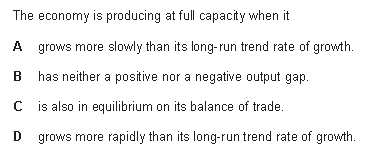 The economy is producing at full capacity when it
A grows more slowly than its long-run trend rate of growth.
B has neither a positive nor a negative output gap.
C is also in equilibrium on its balance of trade.
D grows more rapidly than its long-run trend rate of growth.